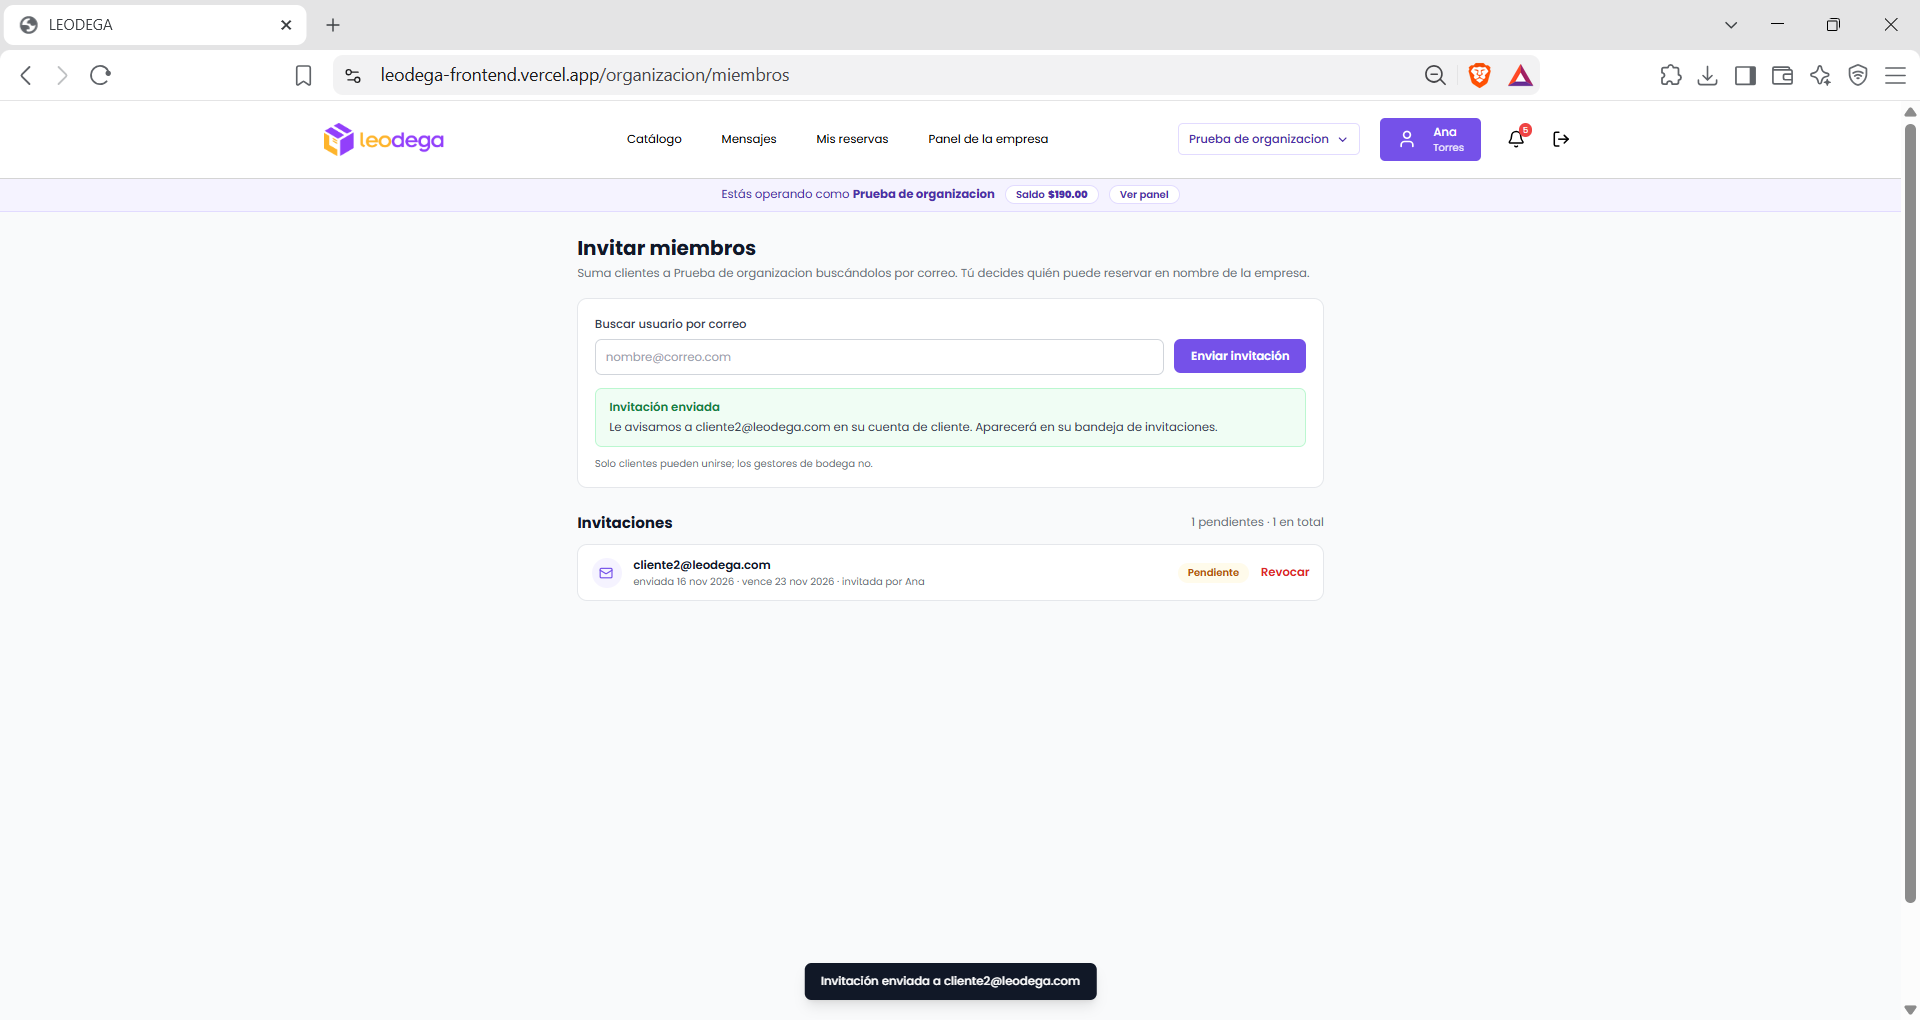 LEODEGA
leodega-frontend.vercel.app/organizacion/miembros
leodega
Catálogo
Mensajes
Mis reservas
Panel de la empresa
Prueba de organizacion
Ana
Torres
5
Estás operando como Prueba de organizacion
Saldo $190.00
Ver panel
Invitar miembros
Suma clientes a Prueba de organizacion buscándolos por correo. Tú decides quién puede reservar en nombre de la empresa.
Buscar usuario por correo
nombre@correo.com
Enviar invitación
Invitación enviada
Le avisamos a cliente2@leodega.com en su cuenta de cliente. Aparecerá en su bandeja de invitaciones.
Solo clientes pueden unirse; los gestores de bodega no.
Invitaciones
1 pendientes · 1 en total
cliente2@leodega.com
enviada 16 nov 2026 · vence 23 nov 2026 · invitada por Ana
Pendiente
Revocar
Invitación enviada a cliente2@leodega.com